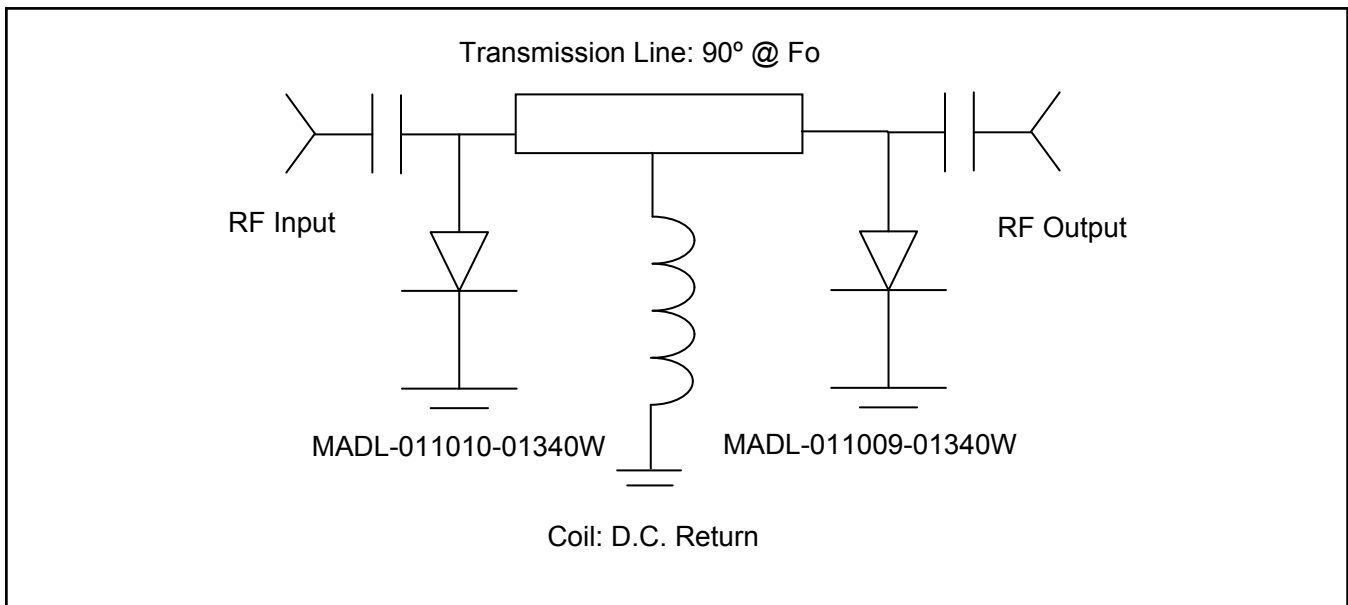 Transmission Line: 90º @ Fo
RF Input
RF Output
MADL-011010-01340W
MADL-011009-01340W
Coil: D.C. Return